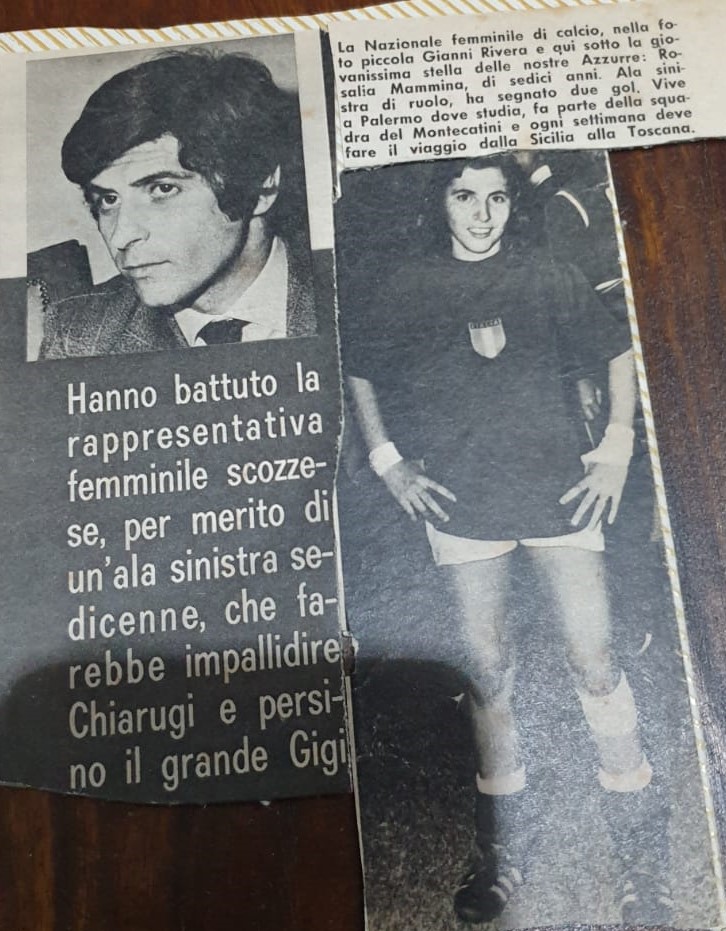 La Nazionale femminile di calcio, nella fo-
to piccola Gianni Rivera e qui sotto la gio-
vanissima stella delle nostre Azzurre: Ro-
salia Mammina, di sedici anni. Ala sini-
stra di ruolo, ha segnato due gol. Vive
a Palermo dove studia, fa parte della squa-
dra del Montecatini e ogni settimana deve
fare il viaggio dalla Sicilia alla Toscana.
ITALIA
Hanno battuto la
rappresentativa
femminile scozze-
se, per merito di
un'ala sinistra se-
dicenne, che fa-
rebbe impallidire
Chiarugi e persi-
no il grande Gigi